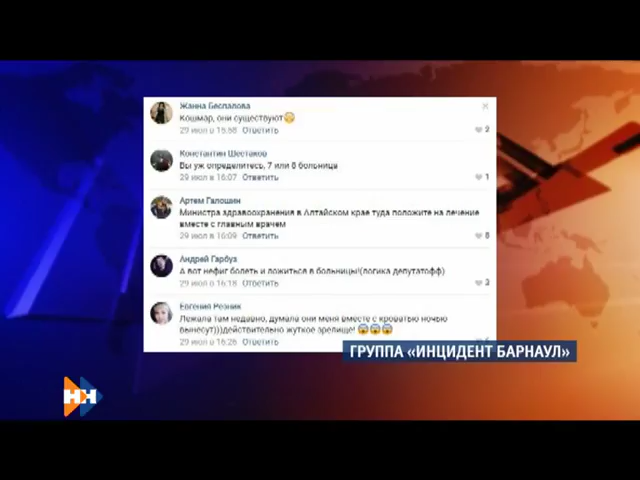 Жанна Беспалова
Кошмар, они существуют
29 июл в 15:58 Ответить
2
Константин Шестаков
Вы уж определитесь, 7 или 8 больница
29 июл в 16:07 Ответить
1
Артем Галошин
Министра здравоохранения в Алтайском крае туда положите на лечение
вместе с главным врачем
29 июл в 16:09 Ответить
Андрей Гарбуз
А вот нефиг болеть и ложиться в больницы!(логика депутатофф)
29 июл в 16:18 Ответить
3
Евгения Резник
Лежала там недавно, думала они меня вместе с кроватью ночью
вынесут)))действительно жуткое зрелище!
29 июл в 16:26 Ответить
ГРУППА «ИНЦИДЕНТ БАРНАУЛ»
НН